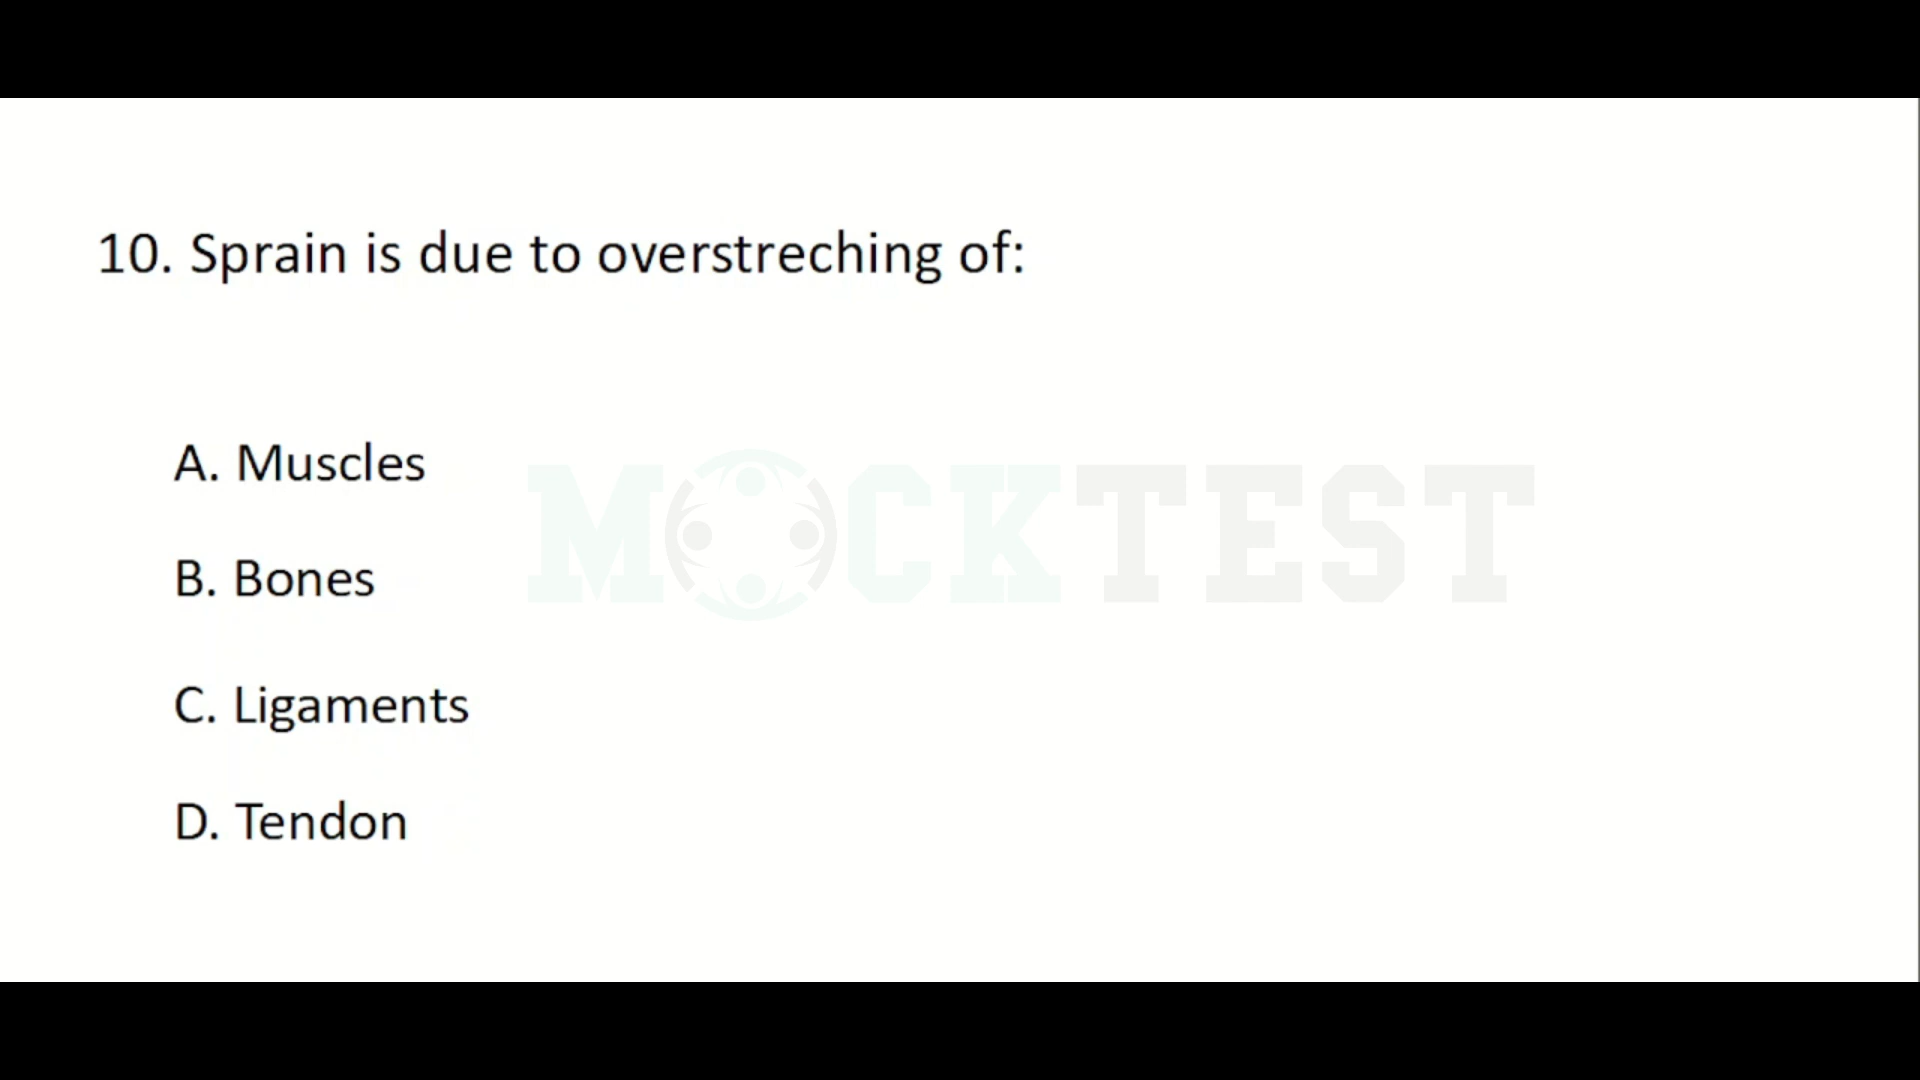 10. Sprain is due to overstreching of:
A. Muscles
MOCKTEST
B. Bones
C. Ligaments
D. Tendon